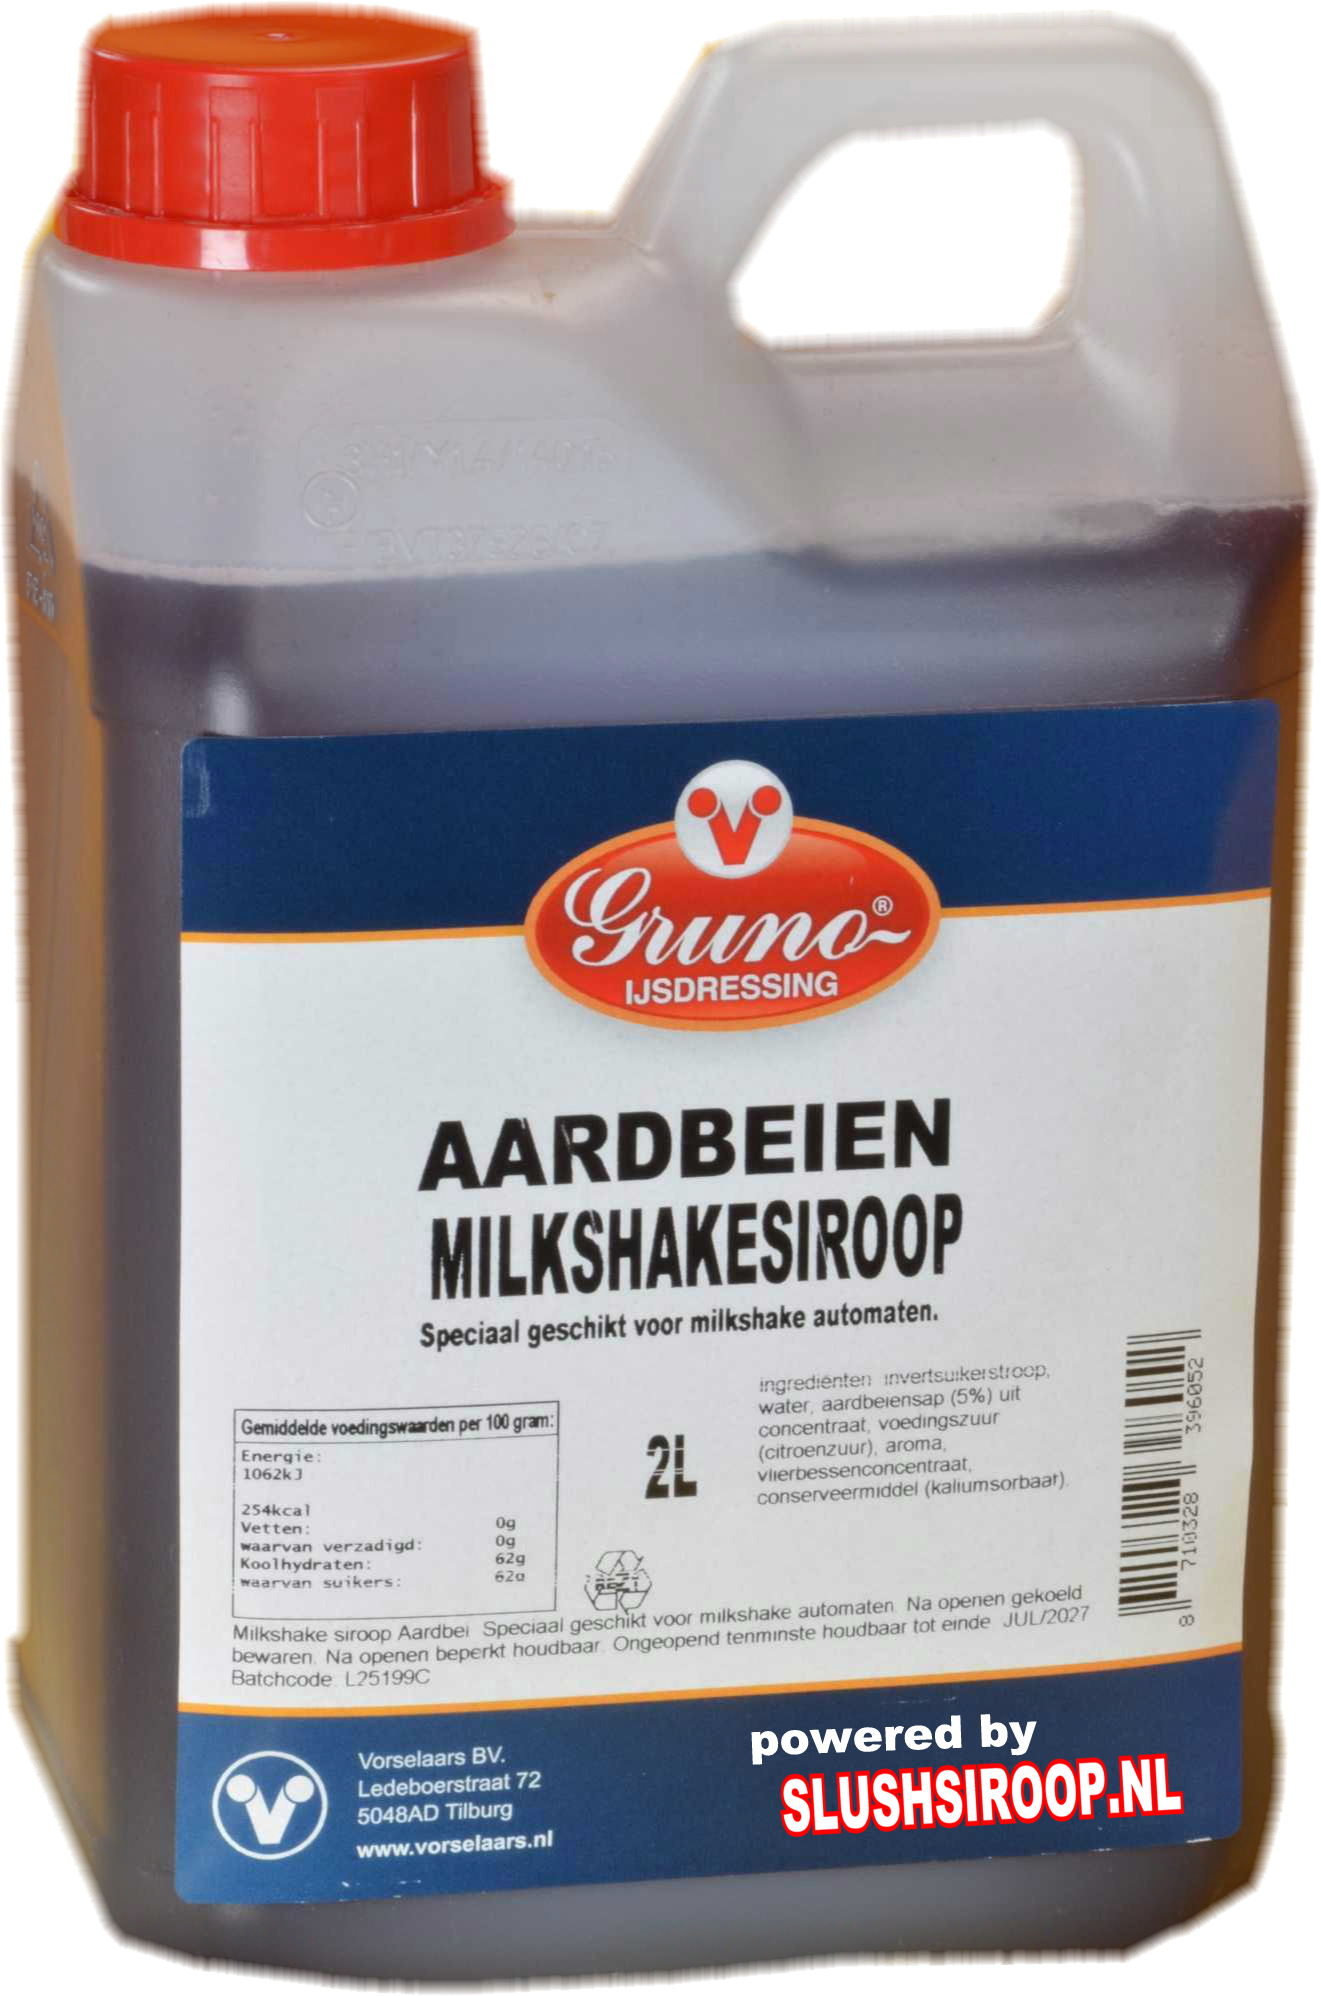 Gruno®
IJSDRESSING
AARDBEIEN
MILKSHAKESIROOP
Speciaal geschikt voor milkshake automaten.
Gemiddelde voedingswaarden per 100 gram:
Energie:
1062kJ
254kcal
Vetten: 0g
waarvan verzadigd: 0g
Koolhydraten: 62g
waarvan suikers: 62g
2L
ingrediënten invertsuikerstroop,
water, aardbeiensap (5%) uit
concentraat, voedingszuur
(citroenzuur), aroma,
vlierbessenconcentraat,
conserveermiddel (kaliumsorbaat).
8 710328 396052
Milkshake siroop Aardbei Speciaal geschikt voor milkshake automaten. Na openen gekoeld
bewaren. Na openen beperkt houdbaar. Ongeopend tenminste houdbaar tot einde JUL/2027
Batchcode L25199C
Vorselaars BV.
Ledeboerstraat 72
5048AD Tilburg
www.vorselaars.nl
powered by
SLUSHSIROOP.NL